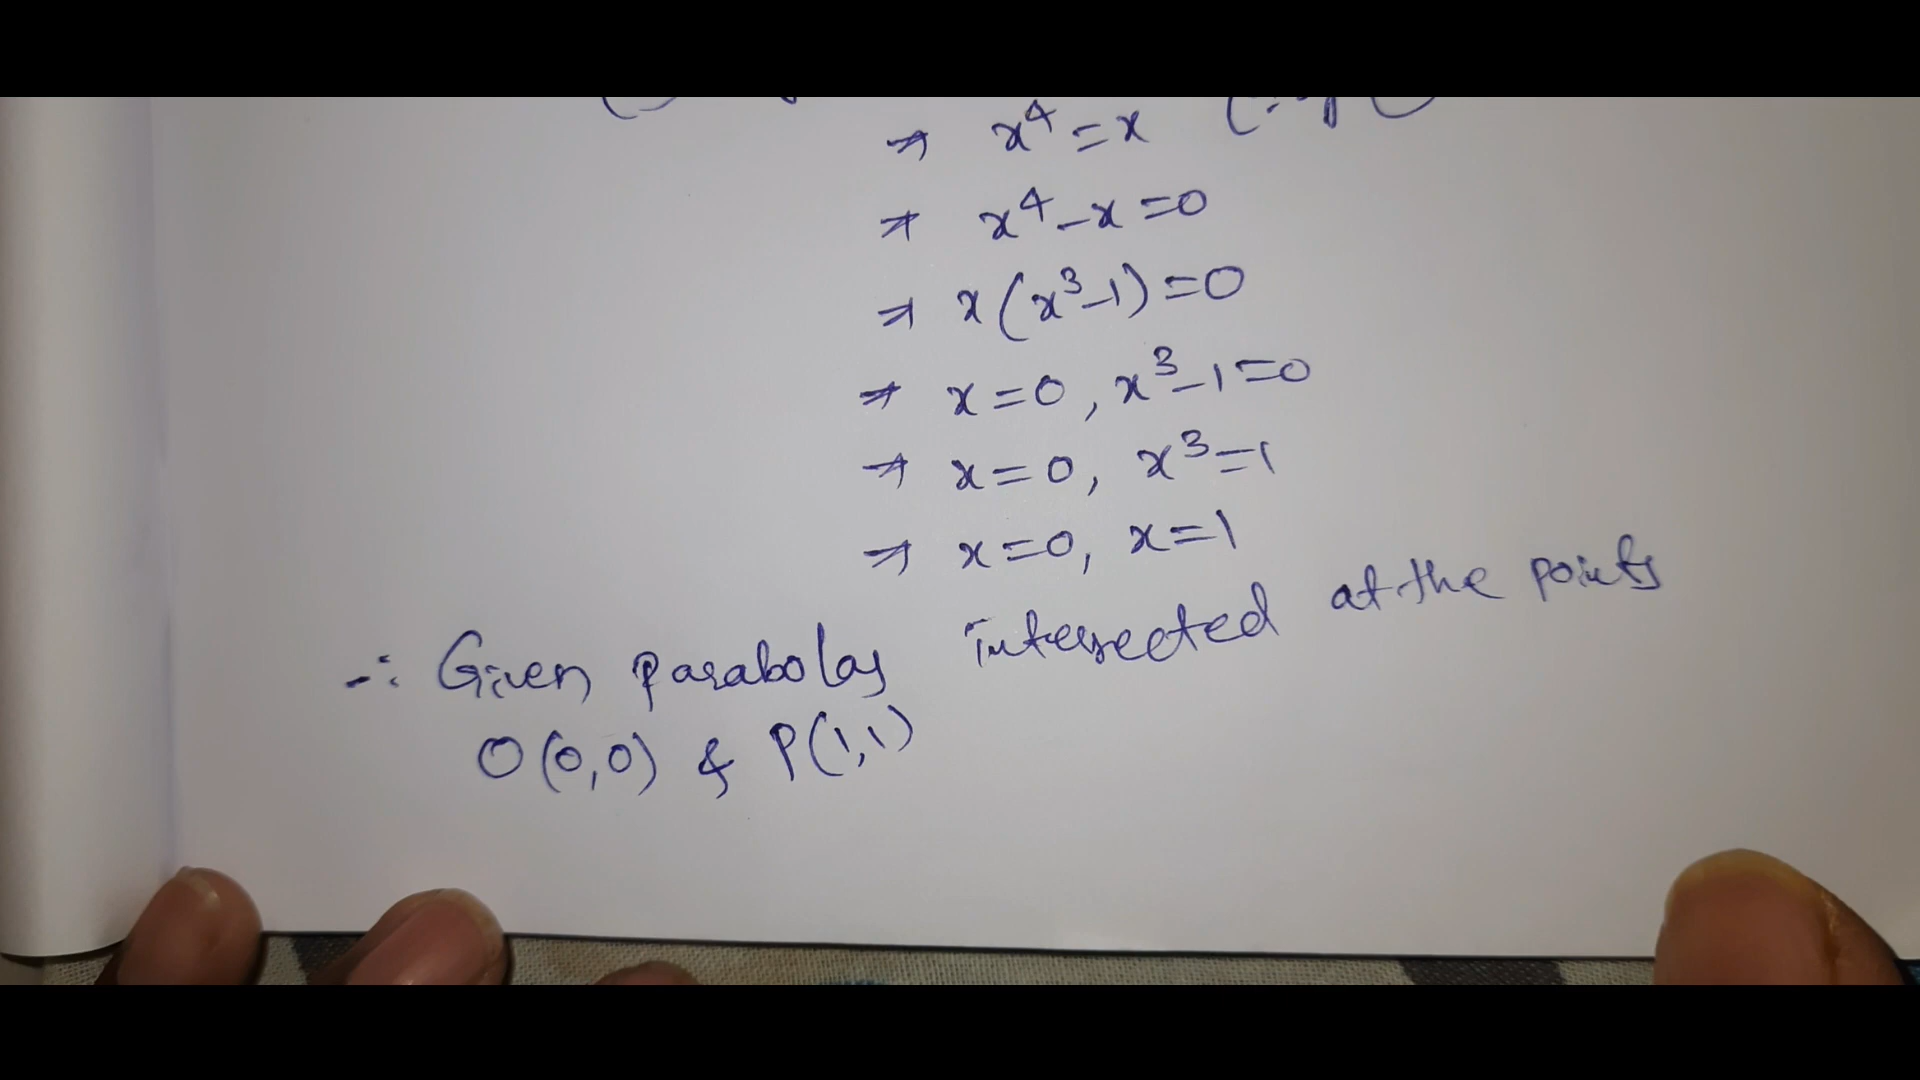 ⇒ x⁴ = x
⇒ x⁴ - x = 0
⇒ x(x³-1) = 0
⇒ x = 0, x³-1 = 0
⇒ x = 0, x³ = 1
⇒ x = 0, x = 1
∴ Given parabolas intersected at the points
O(0,0) & P(1,1)